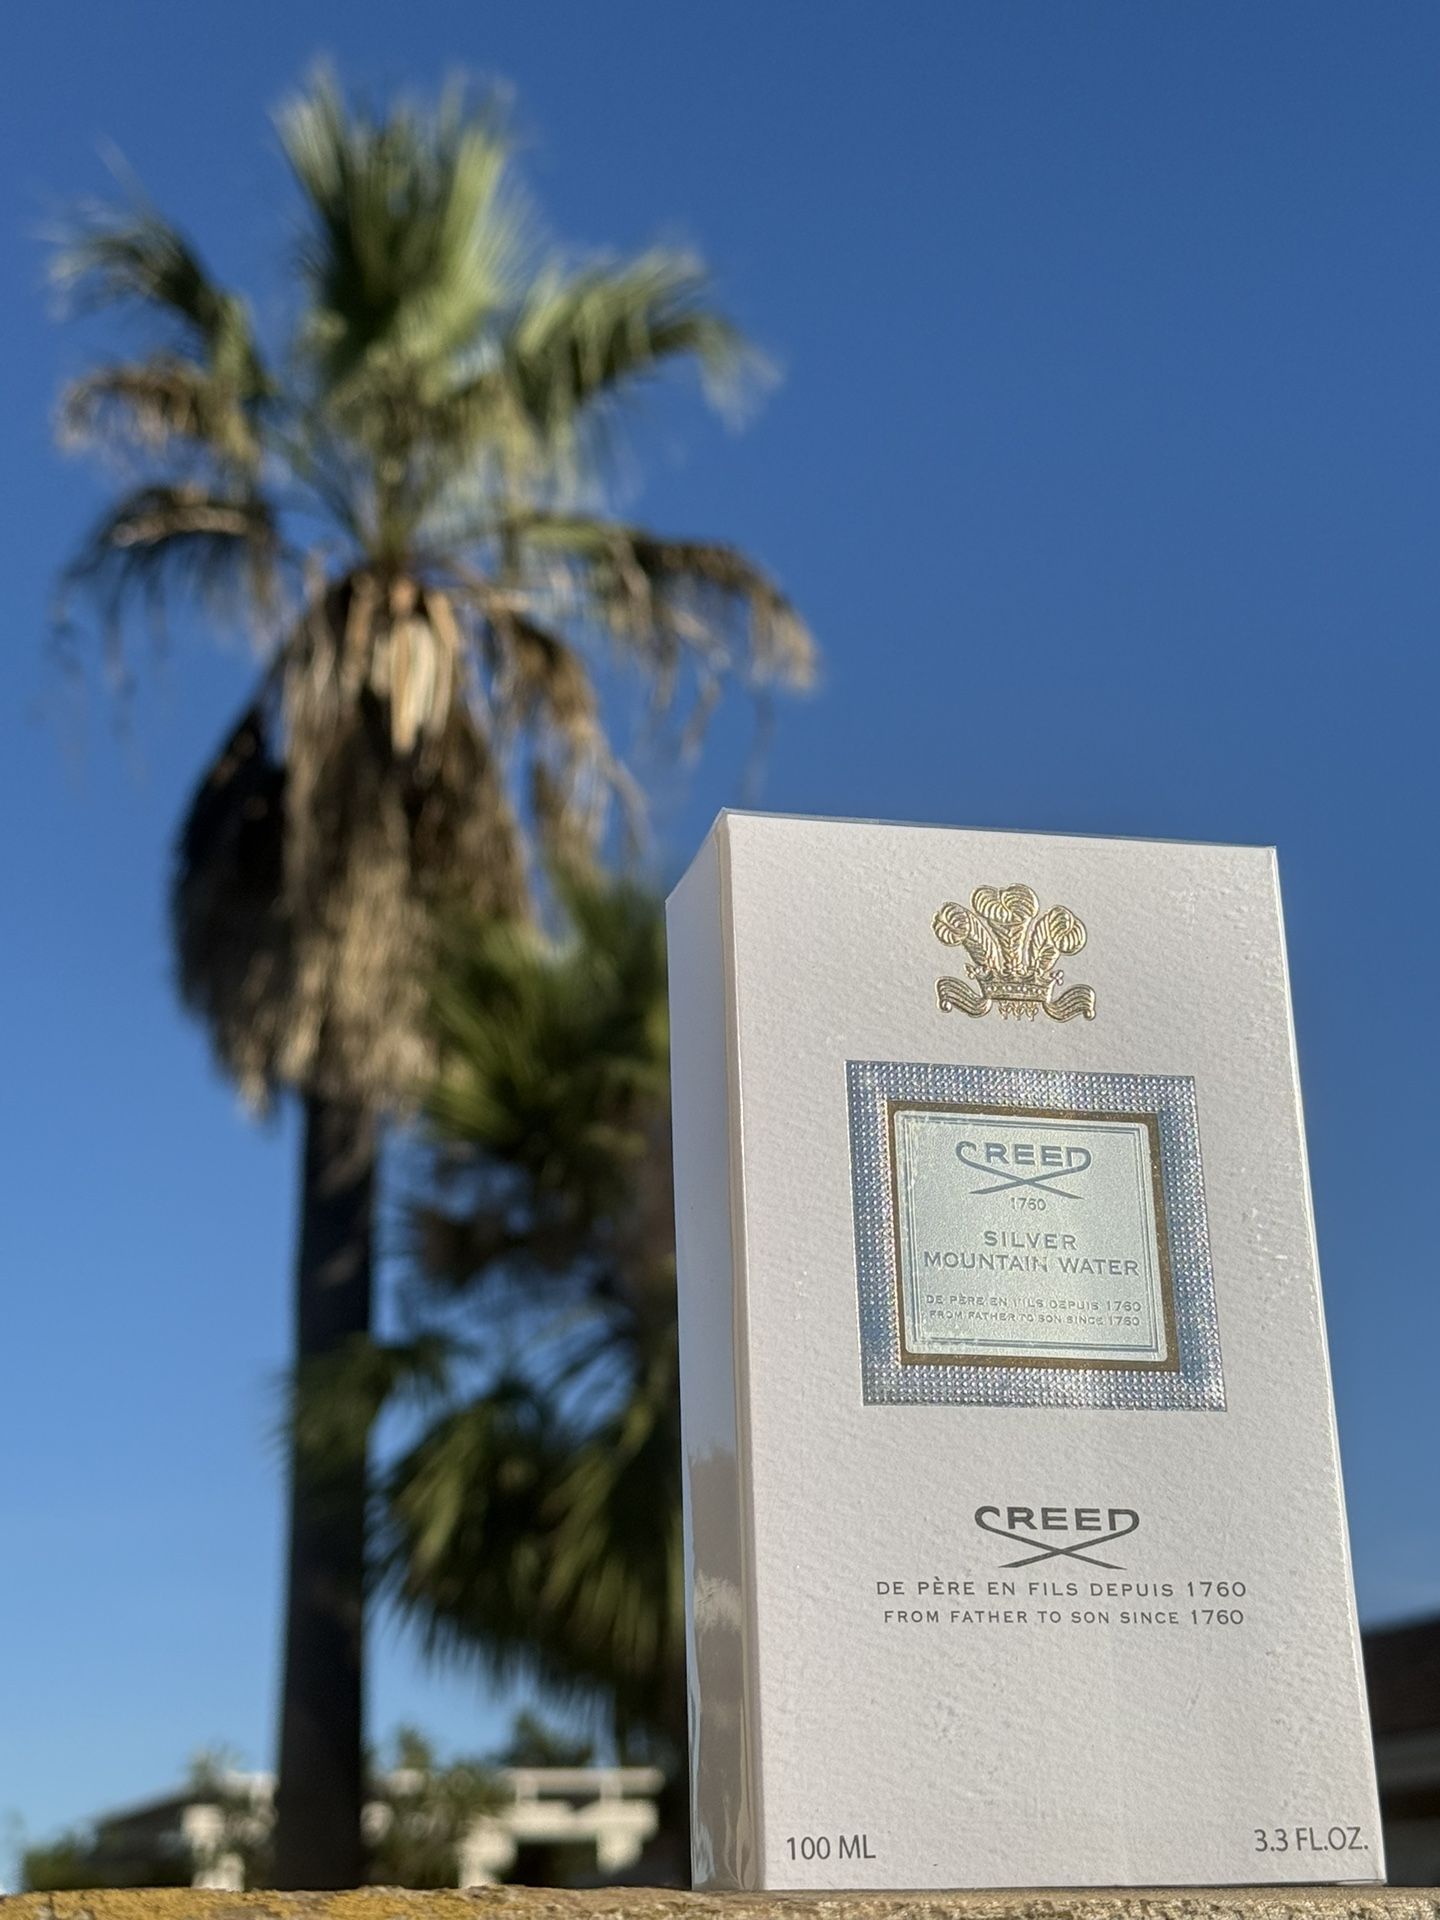 CREED
1760
SILVER
MOUNTAIN WATER
DE PÈRE EN FILS DEPUIS 1760
FROM FATHER TO SON SINCE 1760
CREED
DE PÈRE EN FILS DEPUIS 1760
FROM FATHER TO SON SINCE 1760
100 ML
3.3 FL.OZ.